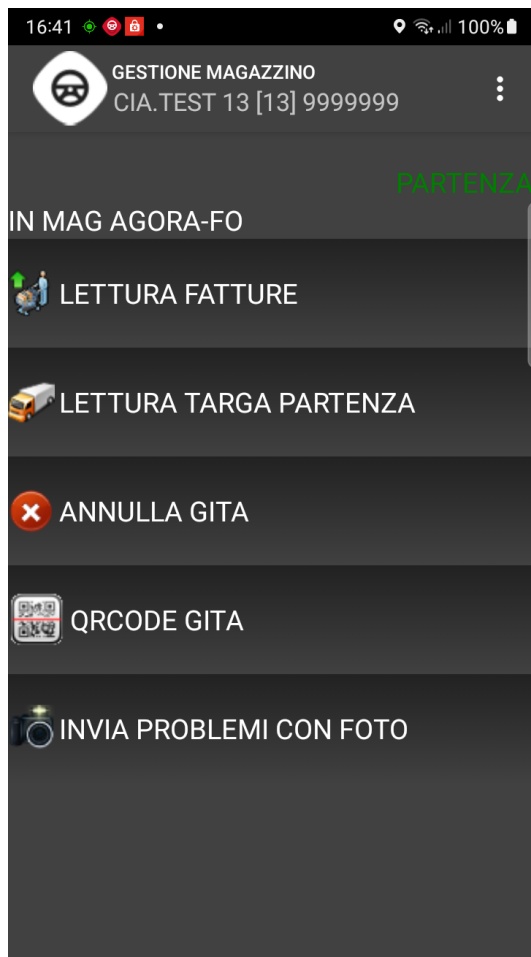 16:41
100%
GESTIONE MAGAZZINO
CIA.TEST 13 [13] 9999999
PARTENZA
IN MAG AGORA-FO
LETTURA FATTURE
LETTURA TARGA PARTENZA
ANNULLA GITA
QRCODE GITA
INVIA PROBLEMI CON FOTO